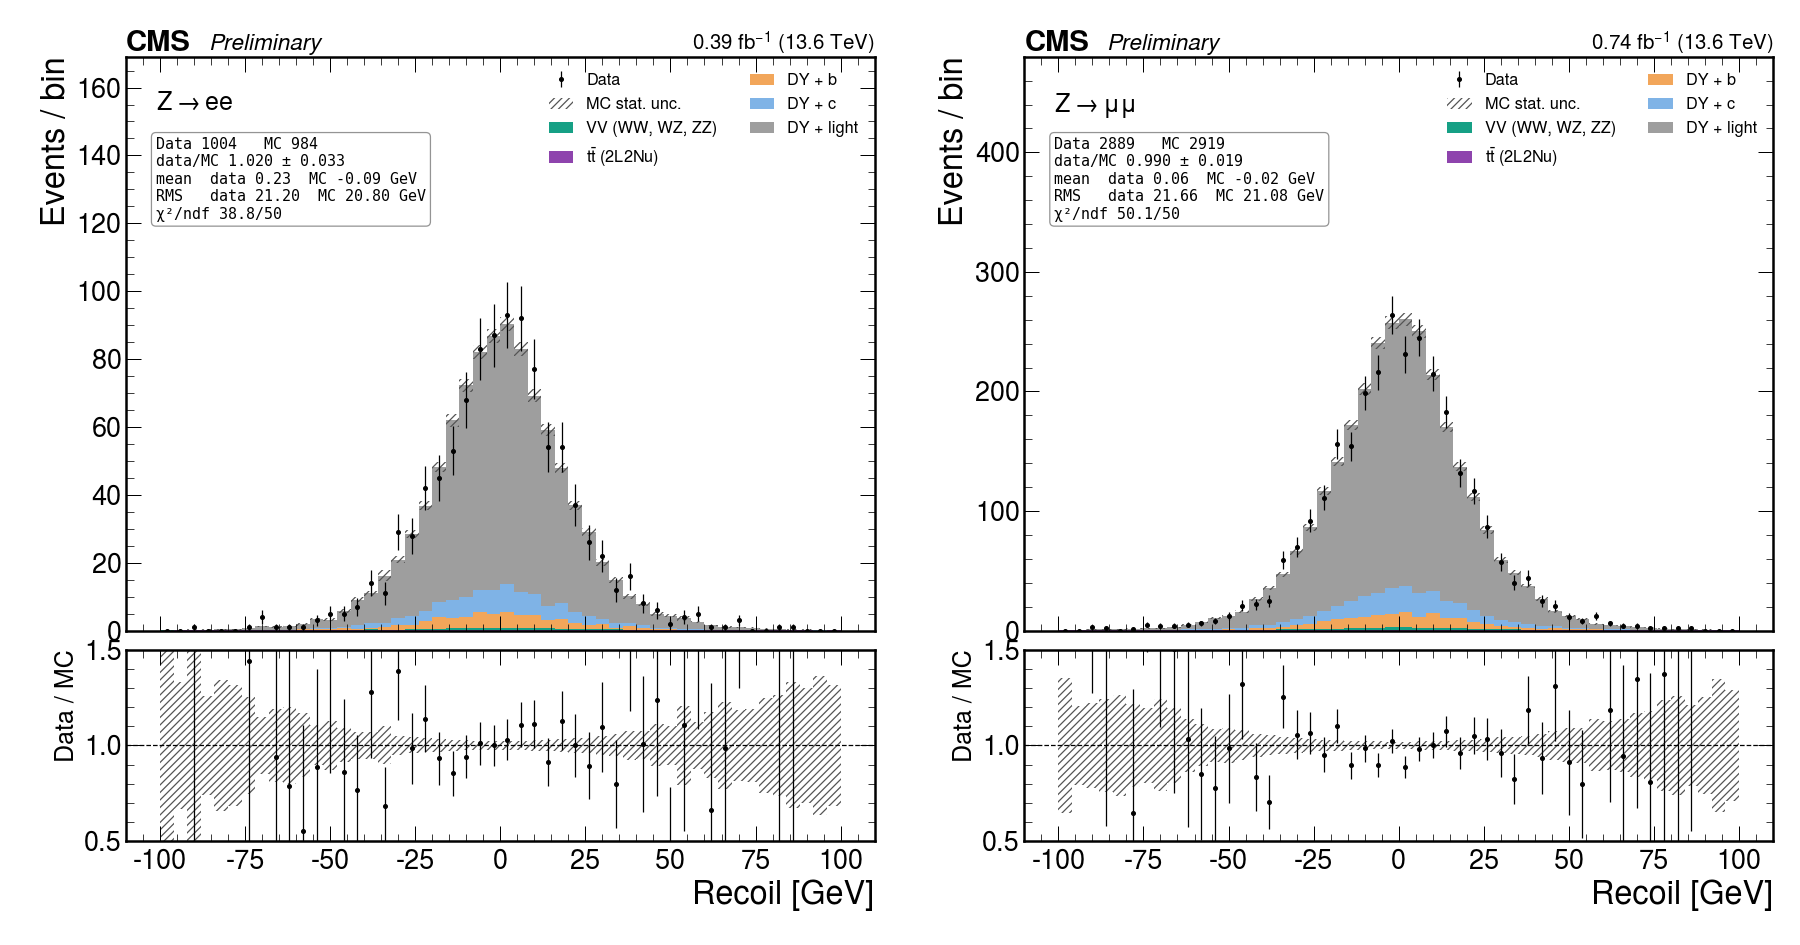 CMS Preliminary 0.39 fb⁻¹ (13.6 TeV)
Events / bin
160
140
120
100
80
60
40
20
0
Z → ee
Data 1004 MC 984
data/MC 1.020 ± 0.033
mean data 0.23 MC -0.09 GeV
RMS data 21.20 MC 20.80 GeV
χ²/ndf 38.8/50
Data
MC stat. unc.
VV (WW, WZ, ZZ)
tt̄ (2L2Nu)
DY + b
DY + c
DY + light
Data / MC
1.5
1.0
0.5
-100 -75 -50 -25 0 25 50 75 100
Recoil [GeV]
CMS Preliminary 0.74 fb⁻¹ (13.6 TeV)
Events / bin
400
300
200
100
0
Z → μμ
Data 2889 MC 2919
data/MC 0.990 ± 0.019
mean data 0.06 MC -0.02 GeV
RMS data 21.66 MC 21.08 GeV
χ²/ndf 50.1/50
Data
MC stat. unc.
VV (WW, WZ, ZZ)
tt̄ (2L2Nu)
DY + b
DY + c
DY + light
Data / MC
1.5
1.0
0.5
-100 -75 -50 -25 0 25 50 75 100
Recoil [GeV]